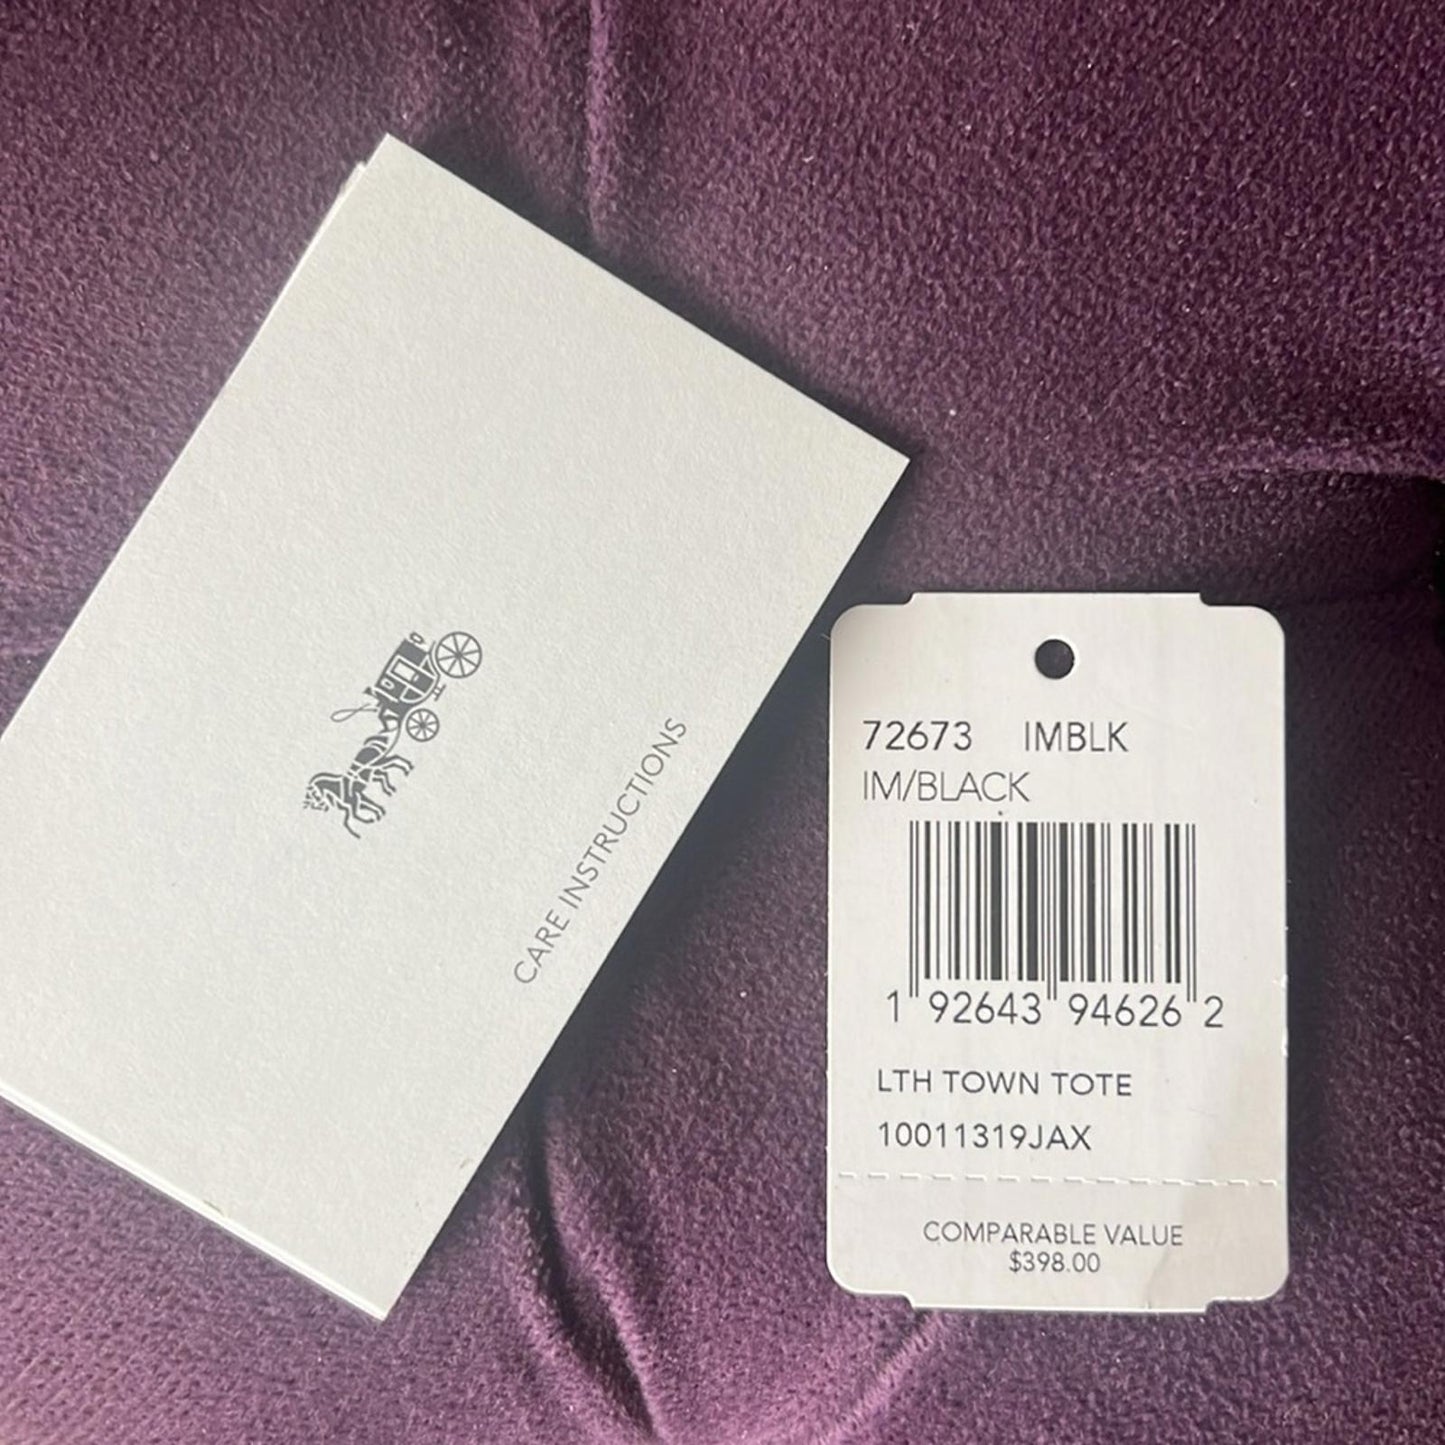 CARE INSTRUCTIONS
72673 IMBLK
IM/BLACK
1 92643 94626 2
LTH TOWN TOTE
10011319JAX
COMPARABLE VALUE
$398.00